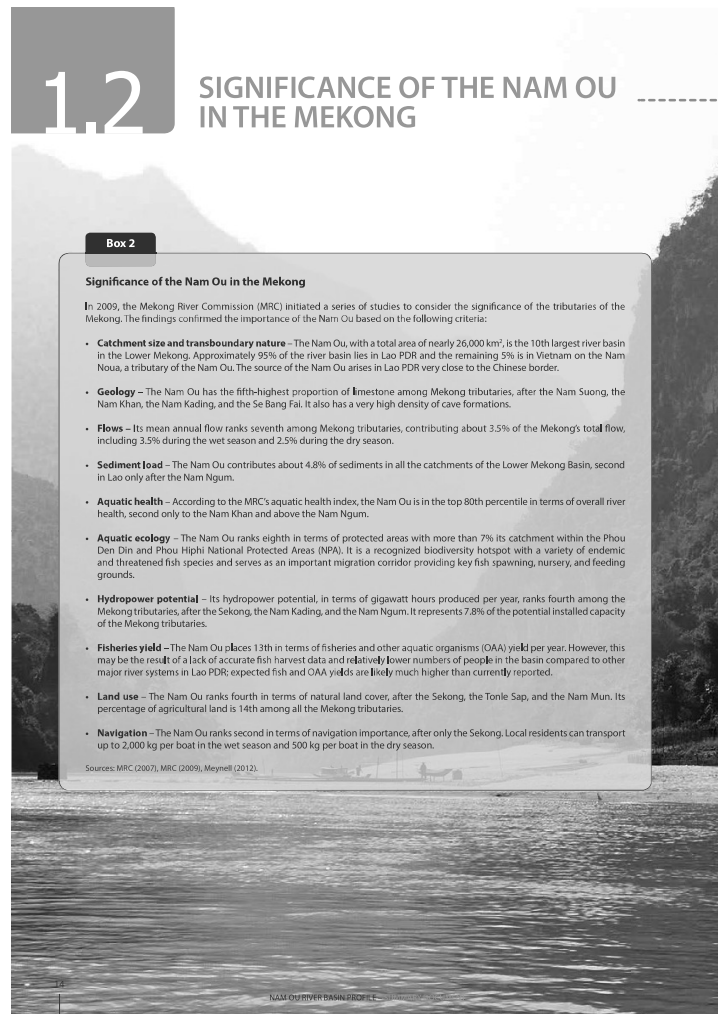 1.2
SIGNIFICANCE OF THE NAM OU
IN THE MEKONG
Box 2
Significance of the Nam Ou in the Mekong
In 2009, the Mekong River Commission (MRC) initiated a series of studies to consider the significance of the tributaries of the
Mekong. The findings confirmed the importance of the Nam Ou based on the following criteria:
• Catchment size and transboundary nature – The Nam Ou, with a total area of nearly 26,000 km², is the 10th largest river basin
in the Lower Mekong. Approximately 95% of the river basin lies in Lao PDR and the remaining 5% is in Vietnam on the Nam
Noua, a tributary of the Nam Ou. The source of the Nam Ou arises in Lao PDR very close to the Chinese border.
• Geology – The Nam Ou has the fifth-highest proportion of limestone among Mekong tributaries, after the Nam Suong, the
Nam Khan, the Nam Kading, and the Se Bang Fai. It also has a very high density of cave formations.
• Flows – Its mean annual flow ranks seventh among Mekong tributaries, contributing about 3.5% of the Mekong's total flow,
including 3.5% during the wet season and 2.5% during the dry season.
• Sediment load – The Nam Ou contributes about 4.8% of sediments in all the catchments of the Lower Mekong Basin, second
in Lao only after the Nam Ngum.
• Aquatic health – According to the MRC's aquatic health index, the Nam Ou is in the top 80th percentile in terms of overall river
health, second only to the Nam Khan and above the Nam Ngum.
• Aquatic ecology – The Nam Ou ranks eighth in terms of protected areas with more than 7% its catchment within the Phou
Den Din and Phou Hiphi National Protected Areas (NPA). It is a recognized biodiversity hotspot with a variety of endemic
and threatened fish species and serves as an important migration corridor providing key fish spawning, nursery, and feeding
grounds.
• Hydropower potential – Its hydropower potential, in terms of gigawatt hours produced per year, ranks fourth among the
Mekong tributaries, after the Sekong, the Nam Kading, and the Nam Ngum. It represents 7.8% of the potential installed capacity
of the Mekong tributaries.
• Fisheries yield – The Nam Ou places 13th in terms of fisheries and other aquatic organisms (OAA) yield per year. However, this
may be the result of a lack of accurate fish harvest data and relatively lower numbers of people in the basin compared to other
major river systems in Lao PDR; expected fish and OAA yields are likely much higher than currently reported.
• Land use – The Nam Ou ranks fourth in terms of natural land cover, after the Sekong, the Tonle Sap, and the Nam Mun. Its
percentage of agricultural land is 14th among all the Mekong tributaries.
• Navigation – The Nam Ou ranks second in terms of navigation importance, after only the Sekong. Local residents can transport
up to 2,000 kg per boat in the wet season and 500 kg per boat in the dry season.
Sources: MRC (2007), MRC (2009), Meynell (2012).
14
NAM OU RIVER BASIN PROFILE